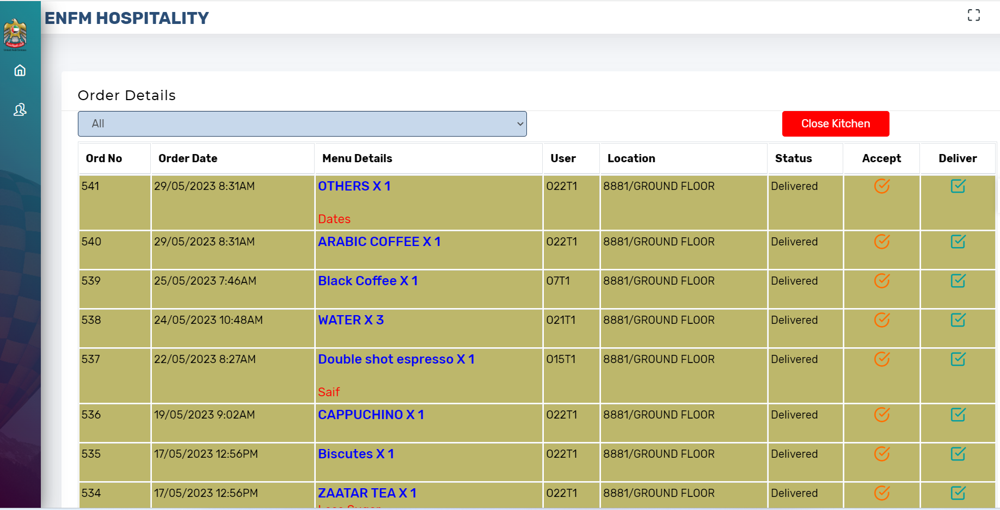 ENFM HOSPITALITY
United Arab Emirates
Order Details
All
Close Kitchen
Ord No Order Date Menu Details User Location Status Accept Deliver
541 29/05/2023 8:31AM OTHERS X 1 022T1 8881/GROUND FLOOR Delivered
Dates
540 29/05/2023 8:31AM ARABIC COFFEE X 1 022T1 8881/GROUND FLOOR Delivered
539 25/05/2023 7:46AM Black Coffee X 1 07T1 8881/GROUND FLOOR Delivered
538 24/05/2023 10:48AM WATER X 3 021T1 8881/GROUND FLOOR Delivered
537 22/05/2023 8:27AM Double shot espresso X 1 015T1 8881/GROUND FLOOR Delivered
Saif
536 19/05/2023 9:02AM CAPPUCHINO X 1 022T1 8881/GROUND FLOOR Delivered
535 17/05/2023 12:56PM Biscutes X 1 022T1 8881/GROUND FLOOR Delivered
534 17/05/2023 12:56PM ZAATAR TEA X 1 022T1 8881/GROUND FLOOR Delivered